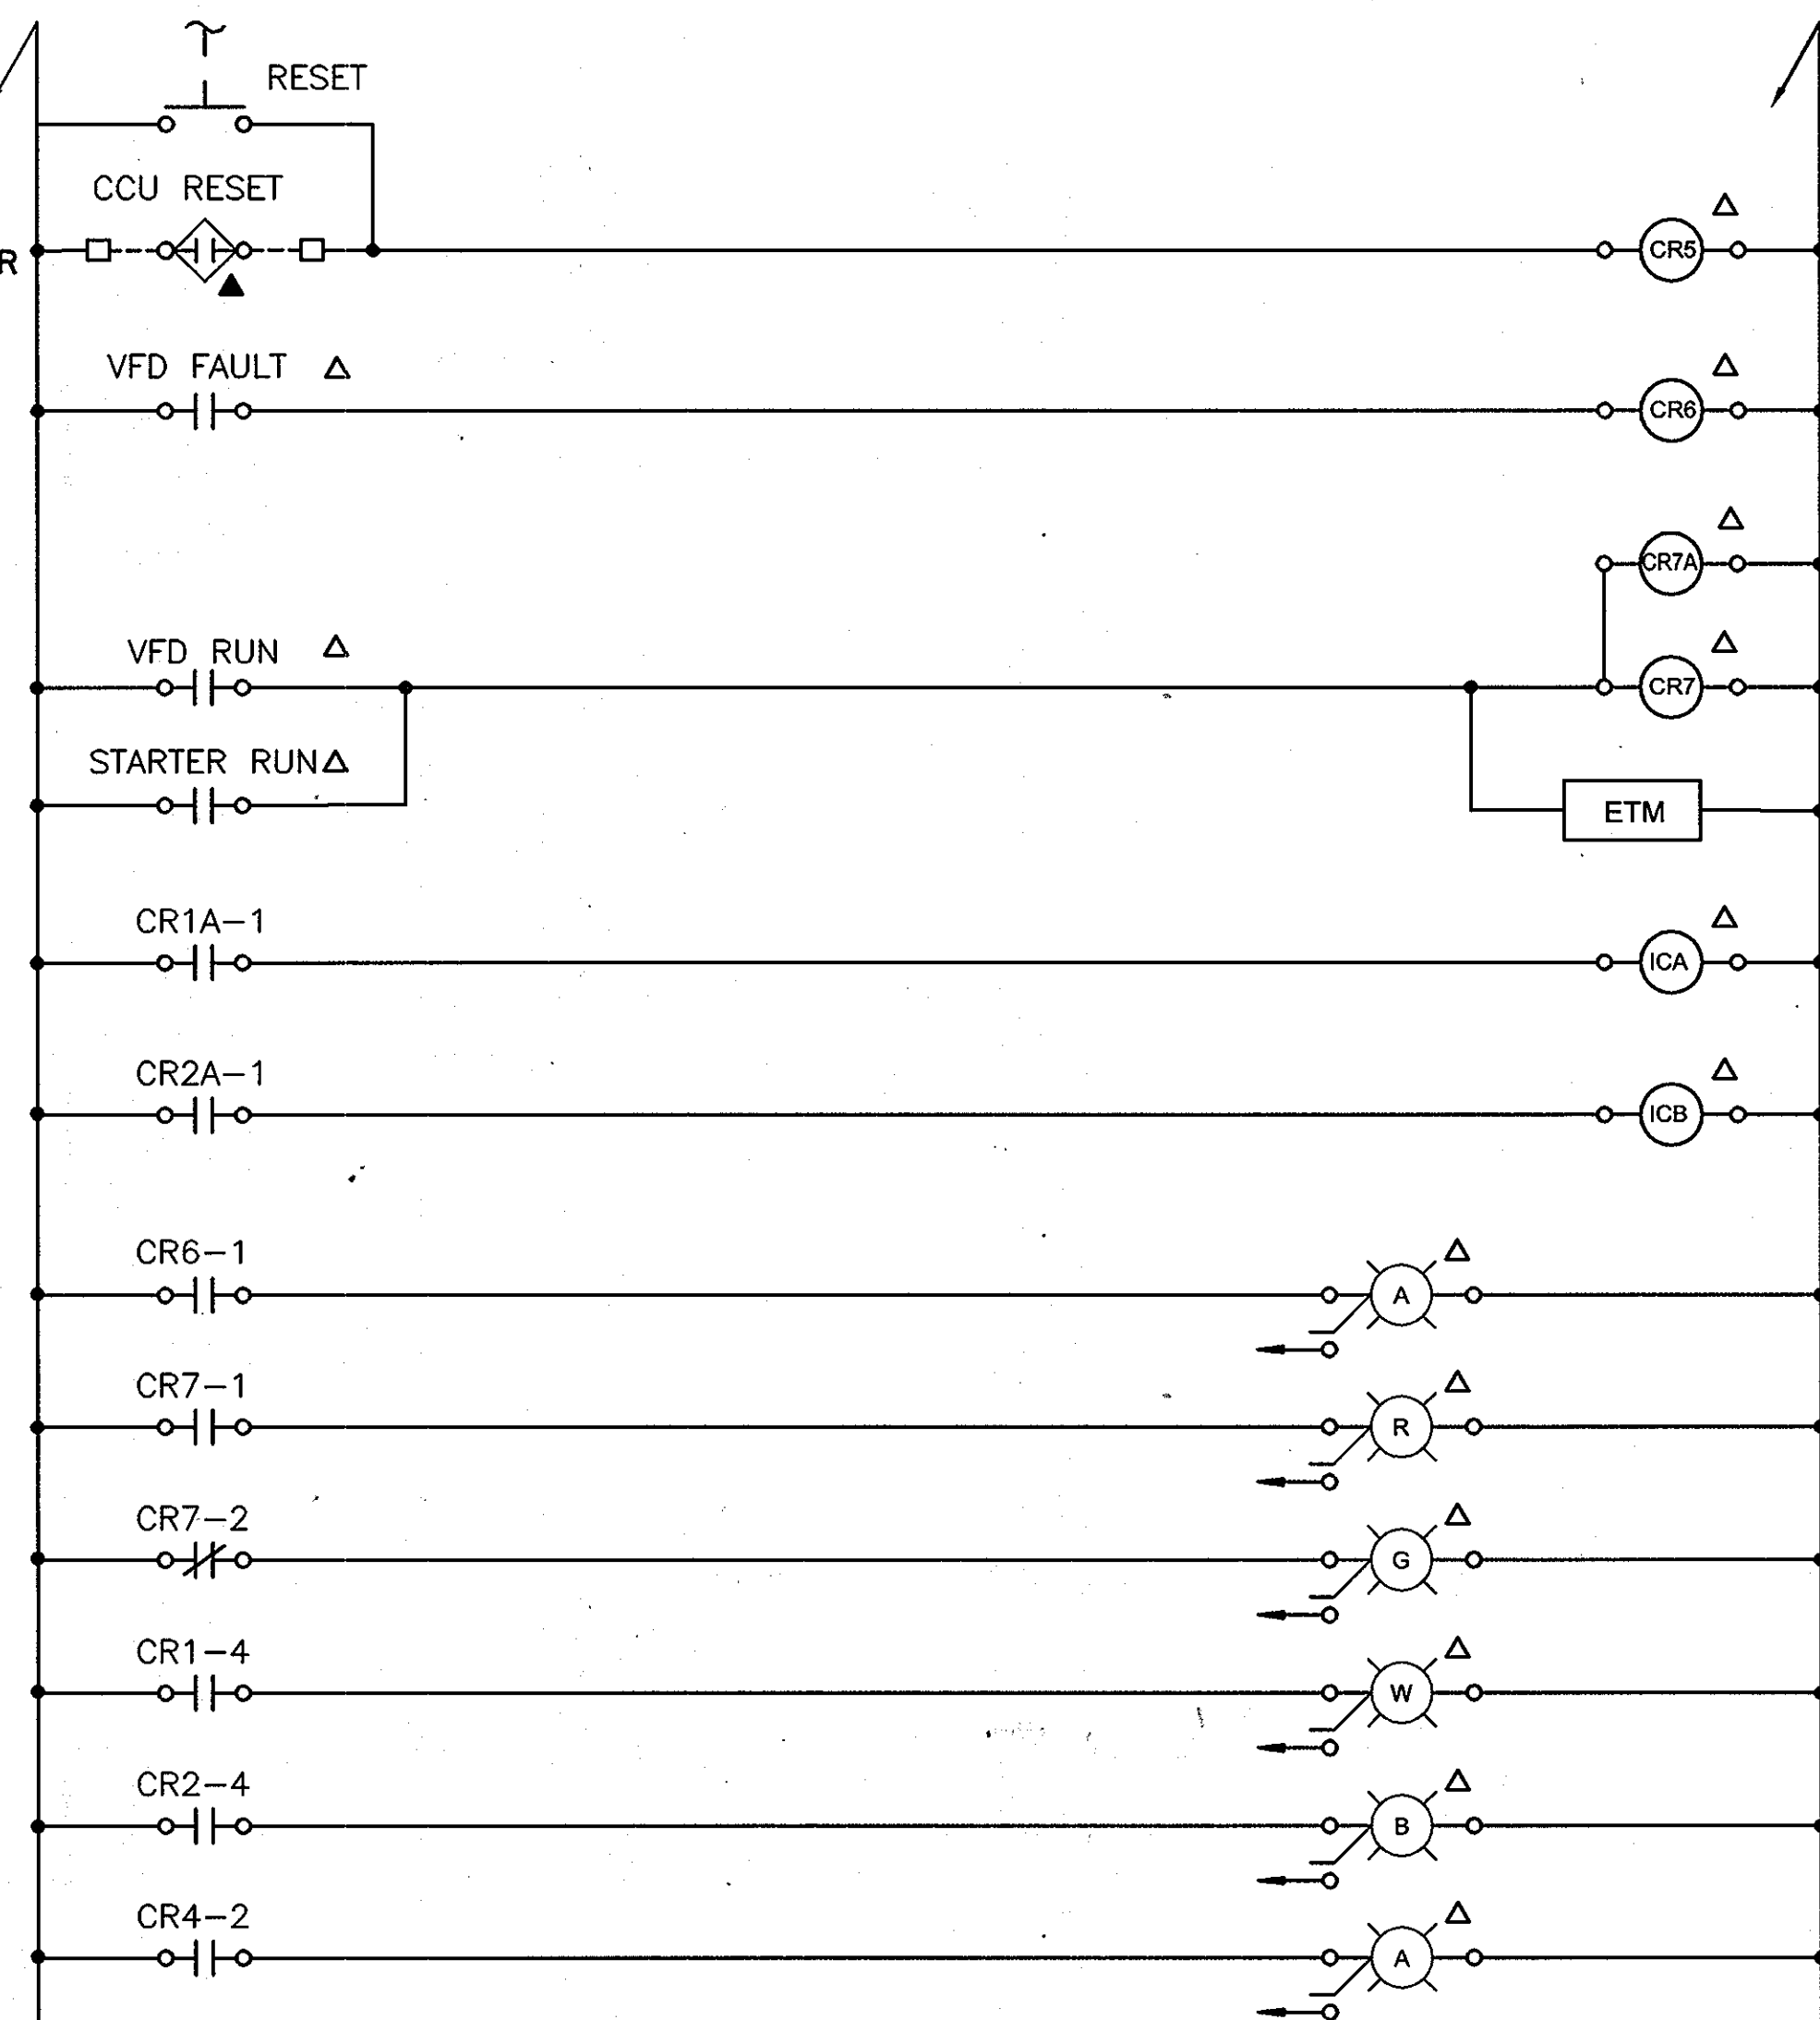 RESET
CCU RESET
R
CR5
VFD FAULT
CR6
CR7A
VFD RUN
CR7
STARTER RUN
ETM
CR1A-1
ICA
CR2A-1
ICB
CR6-1
A
CR7-1
R
CR7-2
G
CR1-4
W
CR2-4
B
CR4-2
A